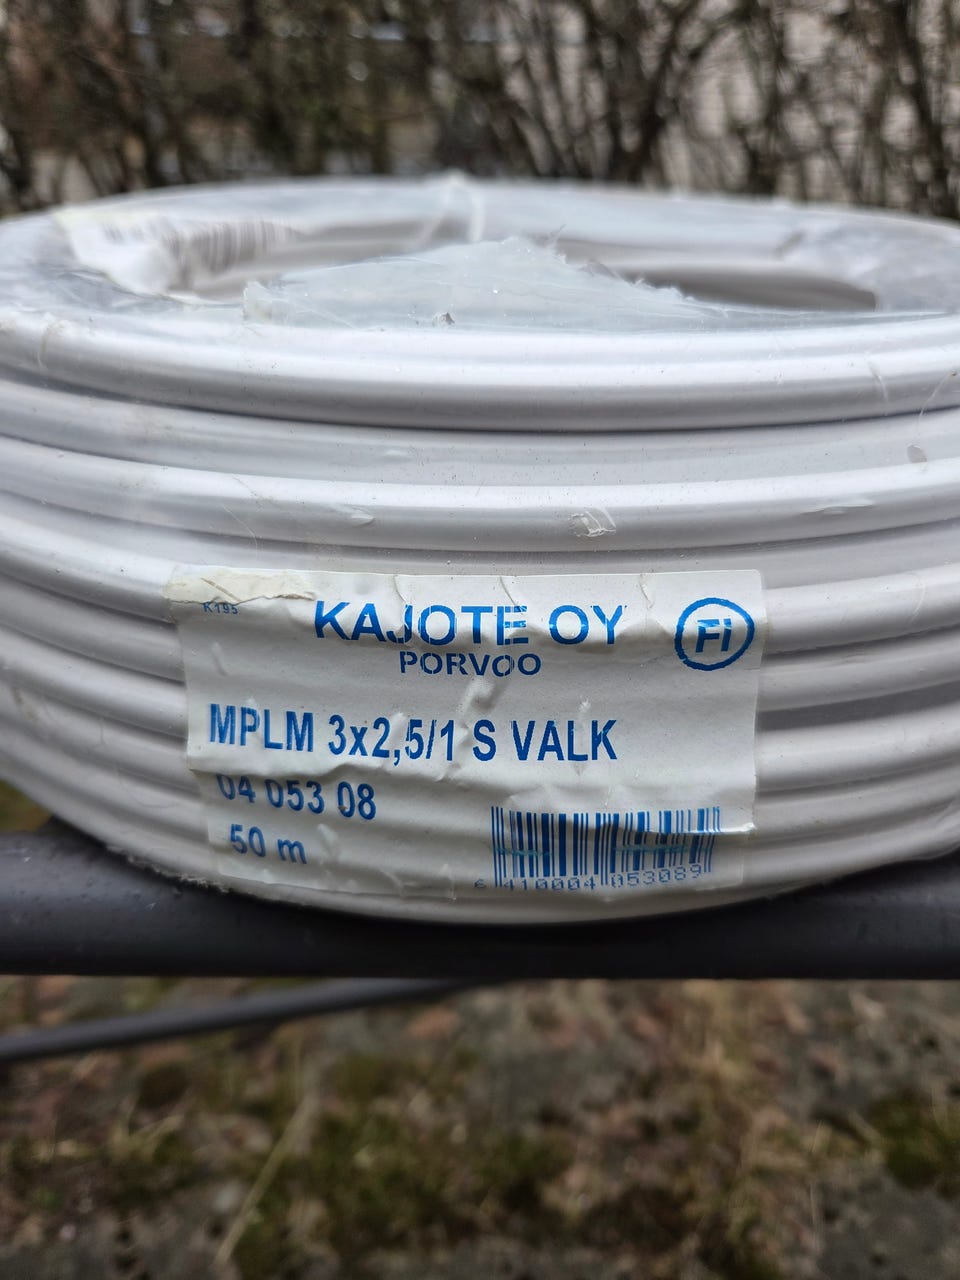 K195
KAJOTE OY
PORVOO
FI
MPLM 3x2,5/1 S VALK
04 053 08
50 m
6 410004 053089